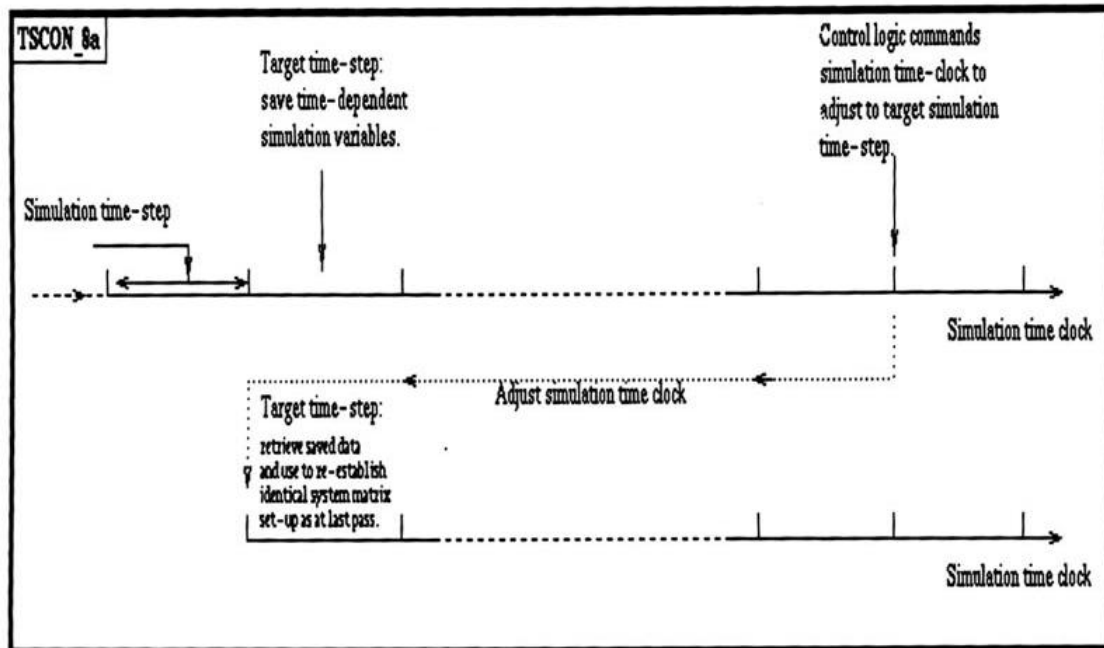 TSCON_8a
Target time-step:
save time-dependent
simulation variables.
Control logic commands
simulation time-clock to
adjust to target simulation
time-step.
Simulation time-step
Simulation time clock
Adjust simulation time clock
Target time-step:
retrieve saved data
and use to re-establish
identical system matrix
set-up as at last pass.
Simulation time clock